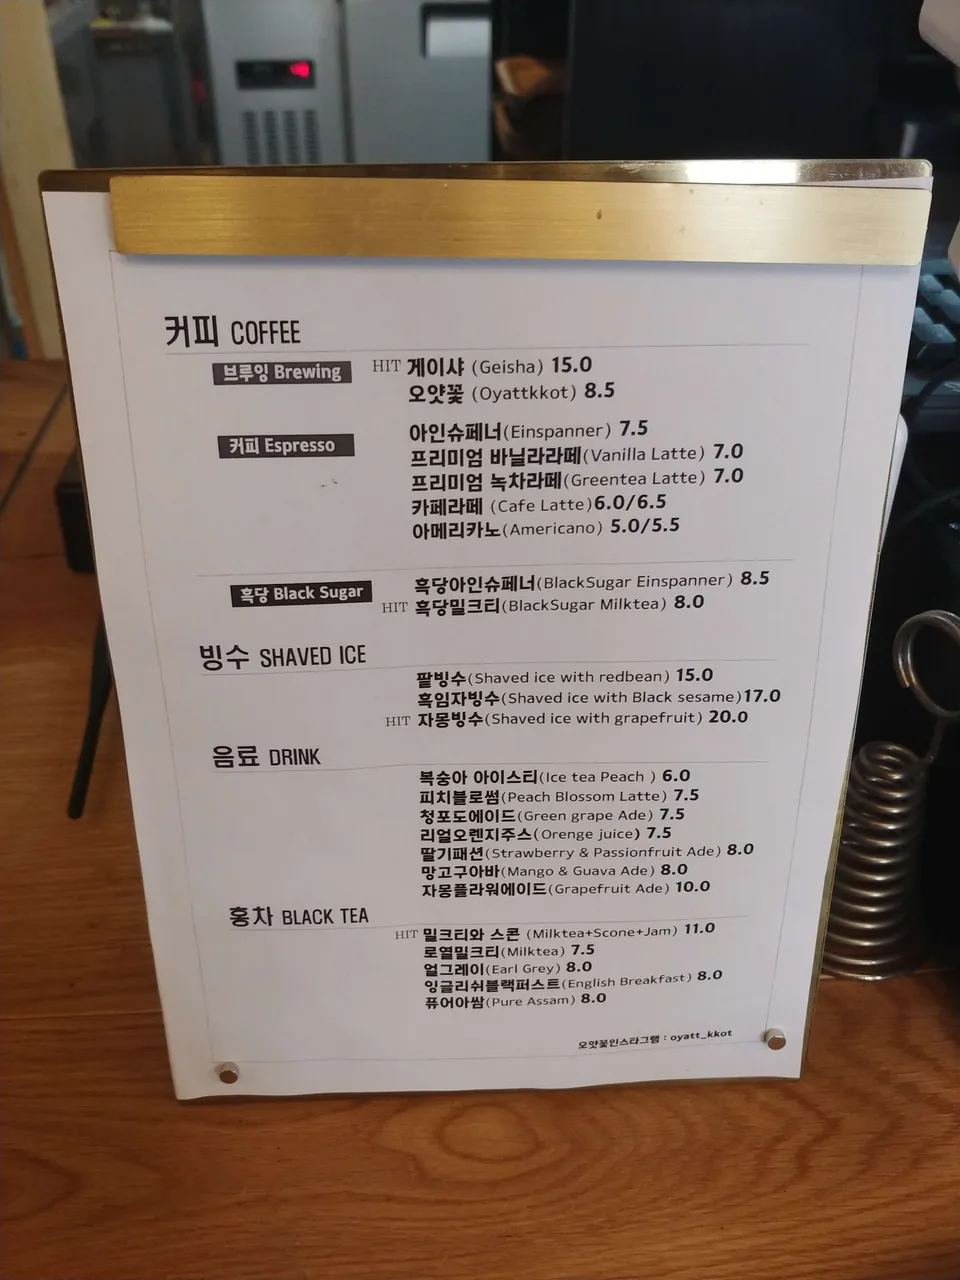 커피 COFFEE
브루잉 Brewing
HIT 게이샤 (Geisha) 15.0
오얏꽃 (Oyattkkot) 8.5
커피 Espresso
아인슈페너(Einspanner) 7.5
프리미엄 바닐라라떼(Vanilla Latte) 7.0
프리미엄 녹차라떼(Greentea Latte) 7.0
카페라떼 (Cafe Latte)6.0/6.5
아메리카노(Americano) 5.0/5.5
흑당 Black Sugar
흑당아인슈페너(BlackSugar Einspanner) 8.5
HIT 흑당밀크티(BlackSugar Milktea) 8.0
빙수 SHAVED ICE
팥빙수(Shaved ice with redbean) 15.0
흑임자빙수(Shaved ice with Black sesame)17.0
HIT 자몽빙수(Shaved ice with grapefruit) 20.0
음료 DRINK
복숭아 아이스티(Ice tea Peach ) 6.0
피치블로썸(Peach Blossom Latte) 7.5
청포도에이드(Green grape Ade) 7.5
리얼오렌지주스(Orenge juice) 7.5
딸기패션(Strawberry & Passionfruit Ade) 8.0
망고구아바(Mango & Guava Ade) 8.0
자몽플라워에이드(Grapefruit Ade) 10.0
홍차 BLACK TEA
HIT 밀크티와 스콘 (Milktea+Scone+Jam) 11.0
로열밀크티(Milktea) 7.5
얼그레이(Earl Grey) 8.0
잉글리쉬블랙퍼스트(English Breakfast) 8.0
퓨어아쌈(Pure Assam) 8.0
오얏꽃인스타그램 : oyatt_kkot